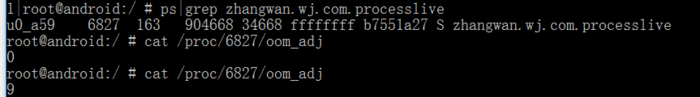 1|root@android:/ # ps|grep zhangwan.wj.com.processlive
u0_a59    6827  163   904668 34668 ffffffff b7551a27 S zhangwan.wj.com.processlive
root@android:/ # cat /proc/6827/oom_adj
0
root@android:/ # cat /proc/6827/oom_adj
9